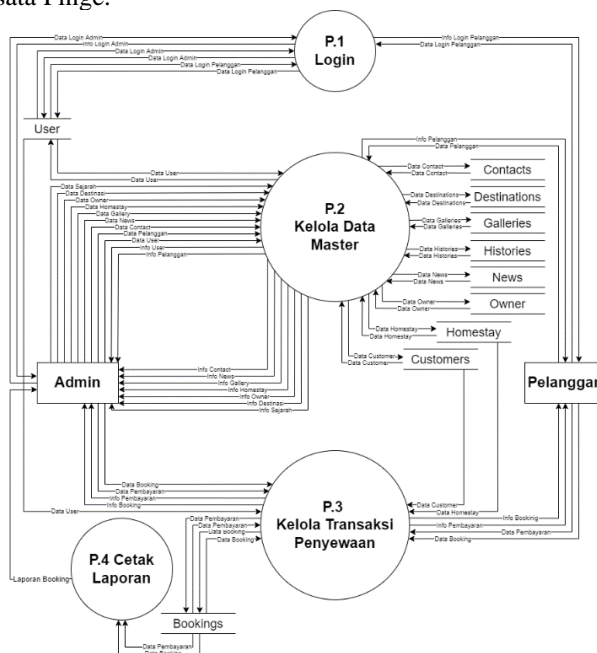 sata Pinge.
Data Login Admin
Info Login Admin
Data Login Admin
Data Login Admin
Data Login Pelanggan
Data Login Pelanggan
P.1
Login
Info Login Pelanggan
Data Login Pelanggan
User
Data User
Data User
Info Pelanggan
Data Pelanggan
Data Sejarah
Data Destinasi
Data Owner
Data Homestay
Data Gallery
Data News
Data Contact
Data Pelanggan
Data User
Info User
Info Pelanggan
P.2
Kelola Data
Master
Data Contact
Data Contact
Contacts
Data Destinations
Data Destinations
Destinations
Data Galleries
Data Galleries
Galleries
Data Histories
Data Histories
Histories
Data News
Data News
News
Data Owner
Data Owner
Owner
Data Homestay
Data Homestay
Homestay
Data Customer
Data Customer
Customers
Admin
Info Contact
Info News
Info Gallery
Info Homestay
Info Owner
Info Destinasi
Info Sejarah
Pelanggan
Data Booking
Data Pembayaran
Info Pembayaran
Info Booking
Data User
P.3
Kelola Transaksi
Penyewaan
Data Customer
Data Homestay
Info Booking
Info Pembayaran
Data Pembayaran
Data Booking
Data Pembayaran
Data Pembayaran
Data Booking
Data Booking
P.4 Cetak
Laporan
Laporan Booking
Bookings
Data Pembayaran
Data Booking